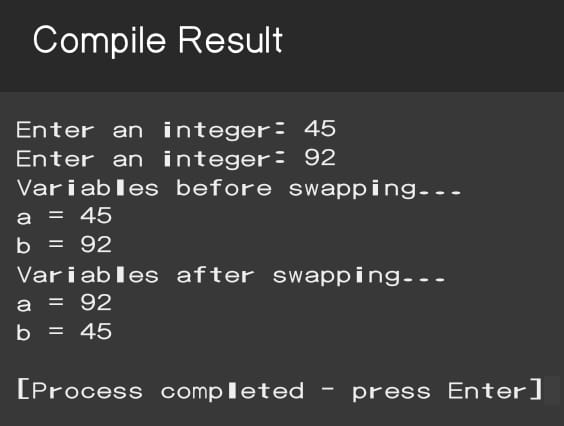 Compile Result
Enter an integer: 45
Enter an integer: 92
Variables before swapping...
a = 45
b = 92
Variables after swapping...
a = 92
b = 45
[Process completed - press Enter]